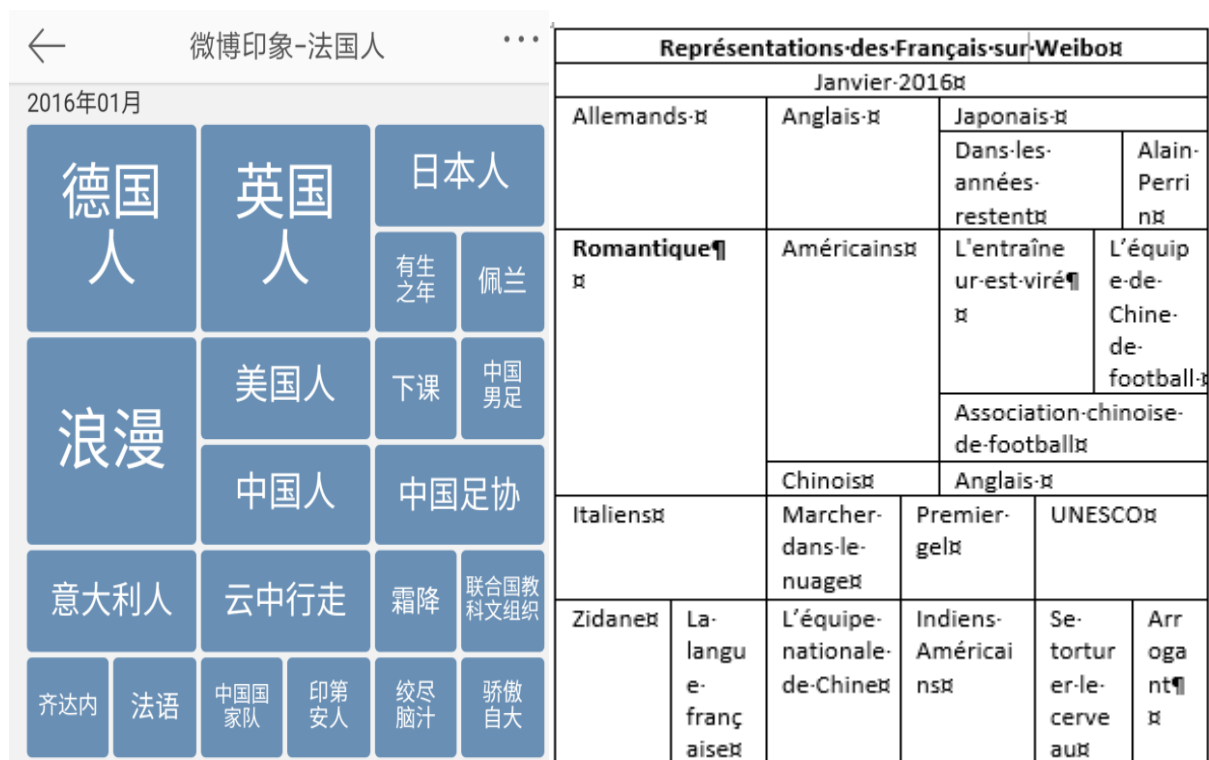 微博印象-法国人
2016年01月
德国
人
英国
人
日本人
有生
之年
佩兰
浪漫
美国人
下课
中国
男足
中国人
中国足协
意大利人
云中行走
霜降
联合国教
科文组织
齐达内
法语
中国国
家队
印第
安人
绞尽
脑汁
骄傲
自大
Représentations·des·Français·sur·Weibo¤
Janvier·2016¤
Allemands·¤
Anglais·¤
Japonais·¤
Dans·les·
années·
restent¤
Alain·
Perri
n¤
Romantique¶
¤
Américains¤
L'entraîne
ur·est·viré¶
¤
L’équip
e·de·
Chine·
de·
football·¤
Association·chinoise·
de·football¤
Chinois¤
Anglais·¤
Italiens¤
Marcher·
dans·le·
nuage¤
Premier·
gel¤
UNESCO¤
Zidane¤
La·
langu
e·
franç
aise¤
L’équipe·
nationale·
de·Chine¤
Indiens·
Américai
ns¤
Se·
tortur
er·le·
cerve
au¤
Arr
oga
nt¶
¤